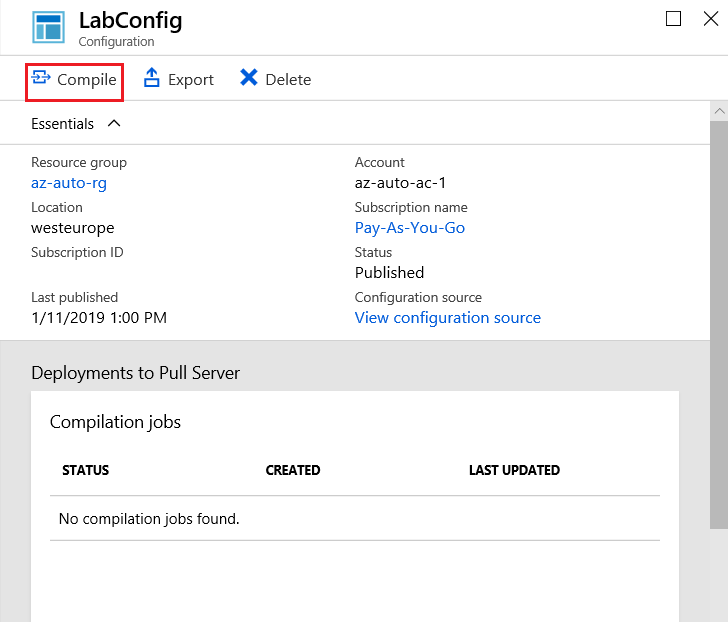 LabConfig
Configuration
Compile Export Delete
Essentials
Resource group
az-auto-rg
Account
az-auto-ac-1
Location
westeurope
Subscription name
Pay-As-You-Go
Subscription ID
Status
Published
Last published
1/11/2019 1:00 PM
Configuration source
View configuration source
Deployments to Pull Server
Compilation jobs
STATUS CREATED LAST UPDATED
No compilation jobs found.